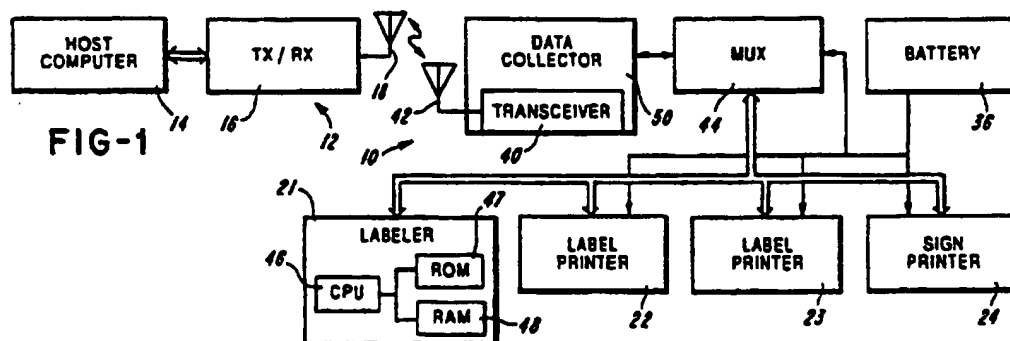 HOST
COMPUTER
TX / RX
DATA
COLLECTOR
TRANSCEIVER
MUX
BATTERY
14
16
18
12
42
10
40
50
44
36
FIG-1
21
LABELER
47
46
CPU
ROM
RAM
48
LABEL
PRINTER
22
LABEL
PRINTER
23
SIGN
PRINTER
24